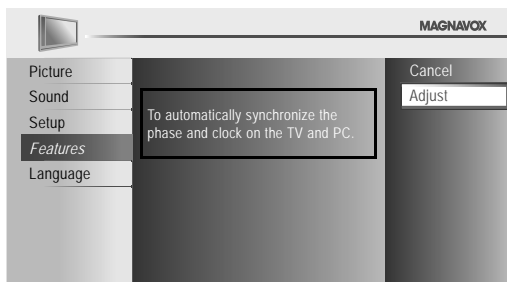 MAGNAVOX
Picture
Sound
Setup
Features
Language
To automatically synchronize the
phase and clock on the TV and PC.
Cancel
Adjust